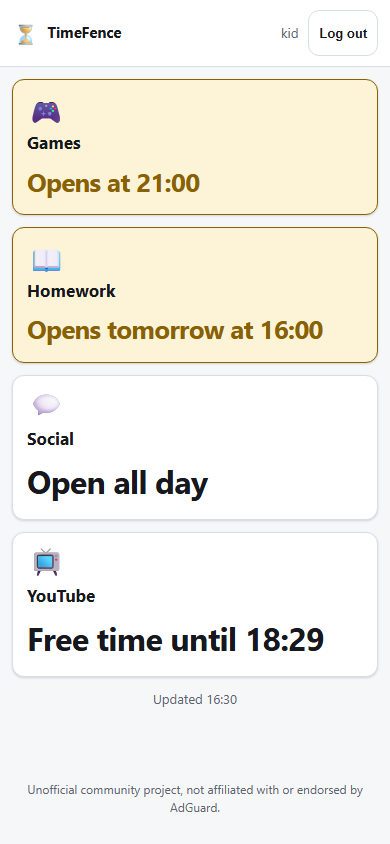 TimeFence
kid
Log out
Games
Opens at 21:00
Homework
Opens tomorrow at 16:00
Social
Open all day
YouTube
Free time until 18:29
Updated 16:30
Unofficial community project, not affiliated with or endorsed by
AdGuard.